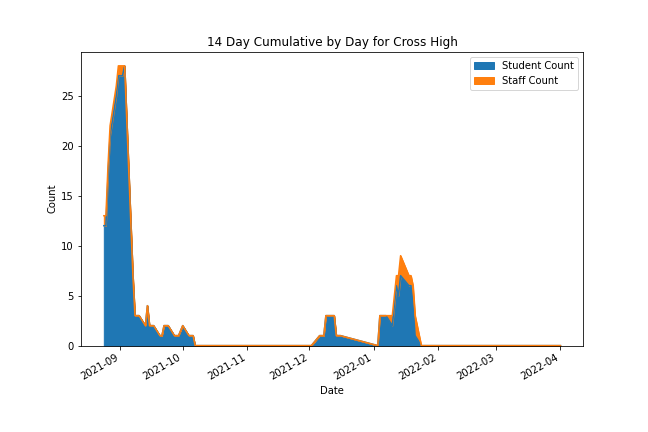 14 Day Cumulative by Day for Cross High
Student Count
Staff Count
Count
25
20
15
10
5
0
2021-09
2021-10
2021-11
2021-12
2022-01
2022-02
2022-03
2022-04
Date